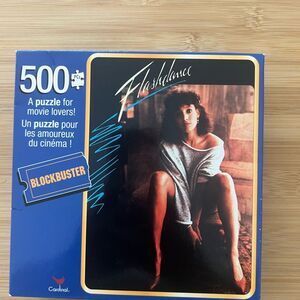 500
A puzzle for
movie lovers!
Un puzzle pour
les amoureux
du cinéma !
BLOCKBUSTER
Cardinal.
Flashdance